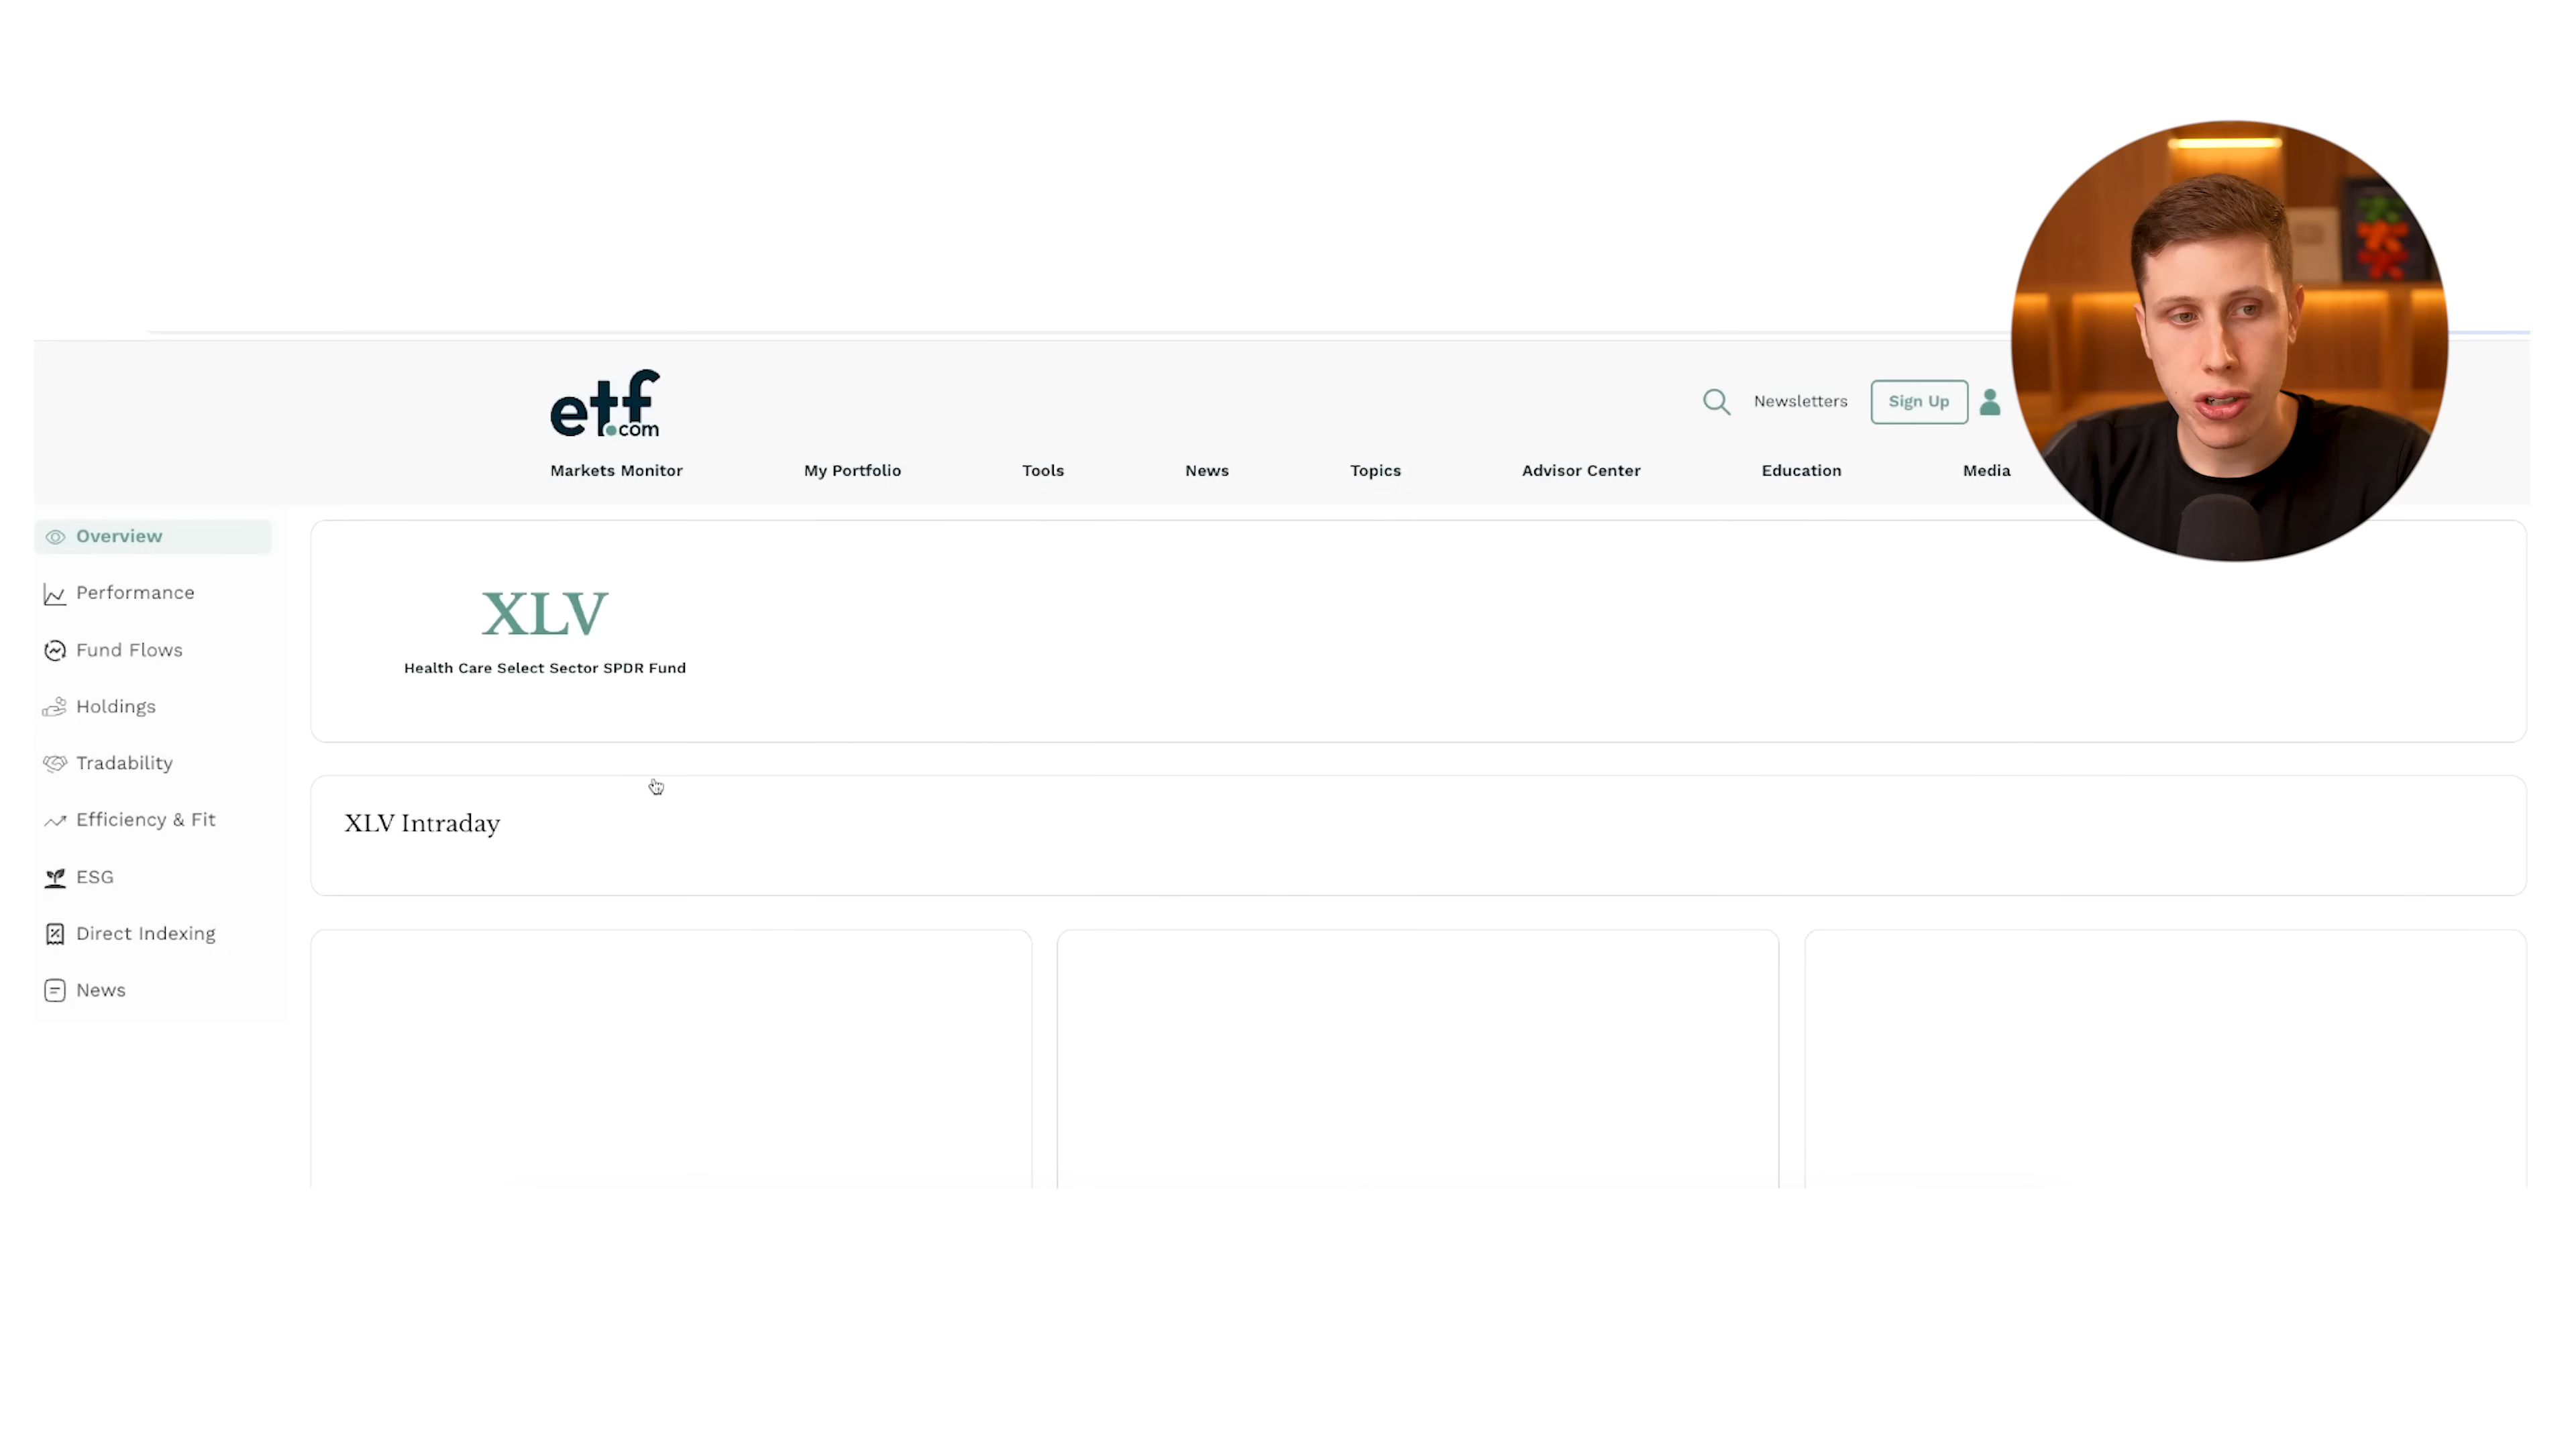 etf.com
Newsletters
Sign Up
Markets Monitor
My Portfolio
Tools
News
Topics
Advisor Center
Education
Media
Overview
Performance
Fund Flows
Holdings
Tradability
Efficiency & Fit
ESG
Direct Indexing
News
XLV
Health Care Select Sector SPDR Fund
XLV Intraday